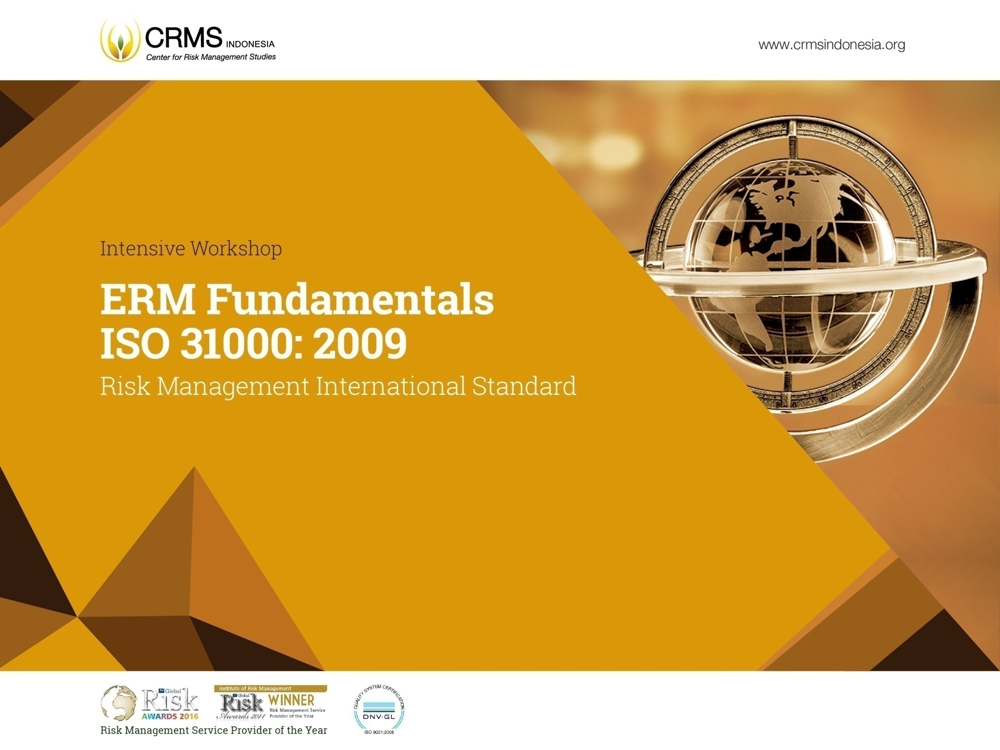 CRMS INDONESIA
Center for Risk Management Studies
www.crmsindonesia.org
Intensive Workshop
ERM Fundamentals
ISO 31000: 2009
Risk Management International Standard
irm Global
Risk
AWARDS 2016
Institute of Risk Management
irm Global
Risk
Awards 2014
WINNER
Risk Management Service
Provider of the Year
Risk Management Service Provider of the Year
QUALITY SYSTEM CERTIFICATION
DNV·GL
ISO 9001:2008